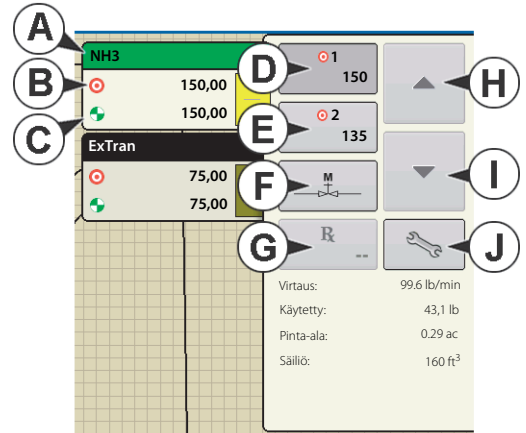 A
NH3
B
150,00
C
150,00
ExTran
75,00
75,00
D
1
150
E
2
135
F
M
G
Rx
--
H
I
J
Virtaus: 99.6 lb/min
Käytetty: 43,1 lb
Pinta-ala: 0.29 ac
Säiliö: 160 ft³